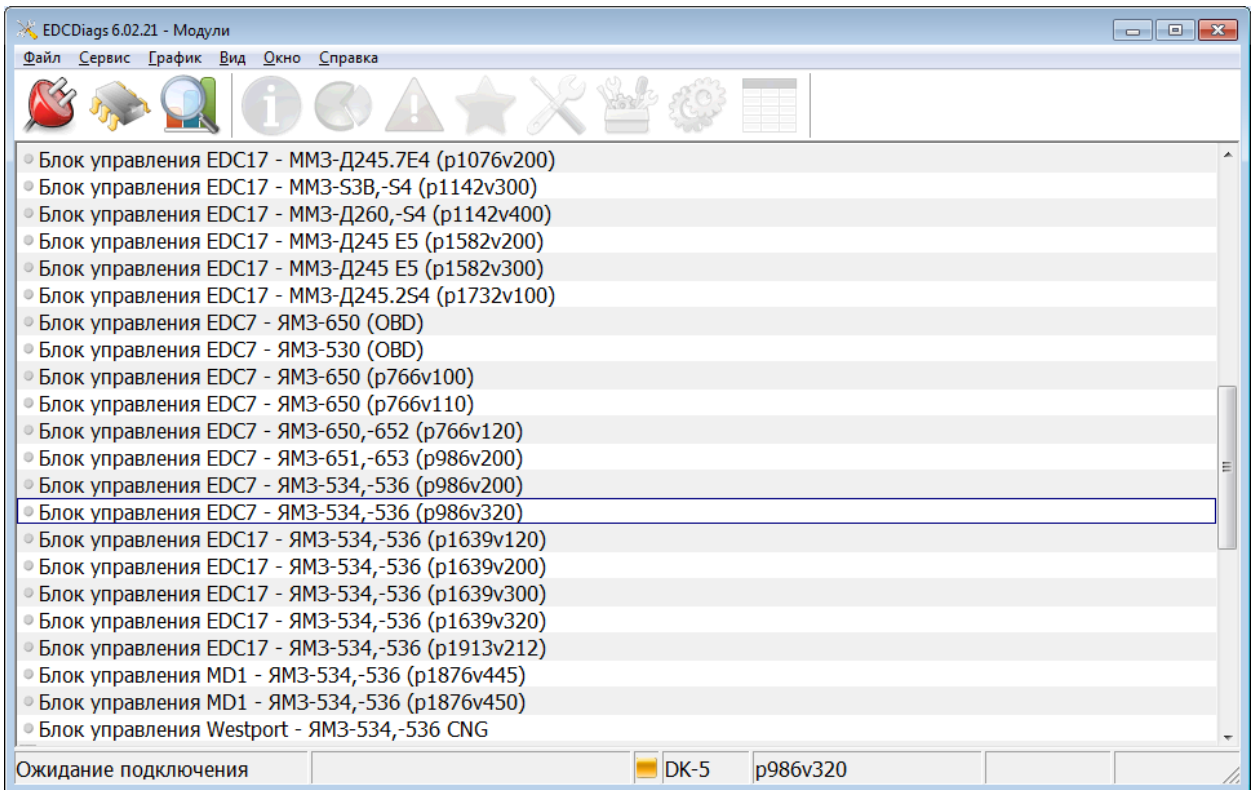 EDCDiags 6.02.21 - Модули
Файл Сервис График Вид Окно Справка
Блок управления EDC17 - ММЗ-Д245.7Е4 (p1076v200)
Блок управления EDC17 - ММЗ-S3B,-S4 (p1142v300)
Блок управления EDC17 - ММЗ-Д260,-S4 (p1142v400)
Блок управления EDC17 - ММЗ-Д245 E5 (p1582v200)
Блок управления EDC17 - ММЗ-Д245 E5 (p1582v300)
Блок управления EDC17 - ММЗ-Д245.2S4 (p1732v100)
Блок управления EDC7 - ЯМЗ-650 (OBD)
Блок управления EDC7 - ЯМЗ-530 (OBD)
Блок управления EDC7 - ЯМЗ-650 (p766v100)
Блок управления EDC7 - ЯМЗ-650 (p766v110)
Блок управления EDC7 - ЯМЗ-650,-652 (p766v120)
Блок управления EDC7 - ЯМЗ-651,-653 (p986v200)
Блок управления EDC7 - ЯМЗ-534,-536 (p986v200)
Блок управления EDC7 - ЯМЗ-534,-536 (p986v320)
Блок управления EDC17 - ЯМЗ-534,-536 (p1639v120)
Блок управления EDC17 - ЯМЗ-534,-536 (p1639v200)
Блок управления EDC17 - ЯМЗ-534,-536 (p1639v300)
Блок управления EDC17 - ЯМЗ-534,-536 (p1639v320)
Блок управления EDC17 - ЯМЗ-534,-536 (p1913v212)
Блок управления MD1 - ЯМЗ-534,-536 (p1876v445)
Блок управления MD1 - ЯМЗ-534,-536 (p1876v450)
Блок управления Westport - ЯМЗ-534,-536 CNG
Ожидание подключения DK-5 p986v320